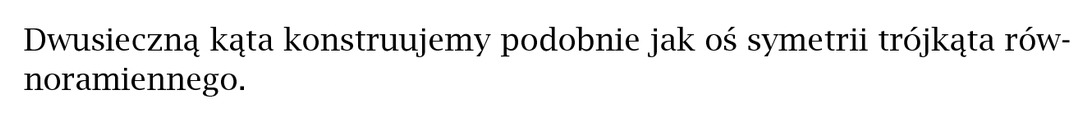 Dwusieczną kąta konstruujemy podobnie jak oś symetrii trójkąta rów-
noramiennego.